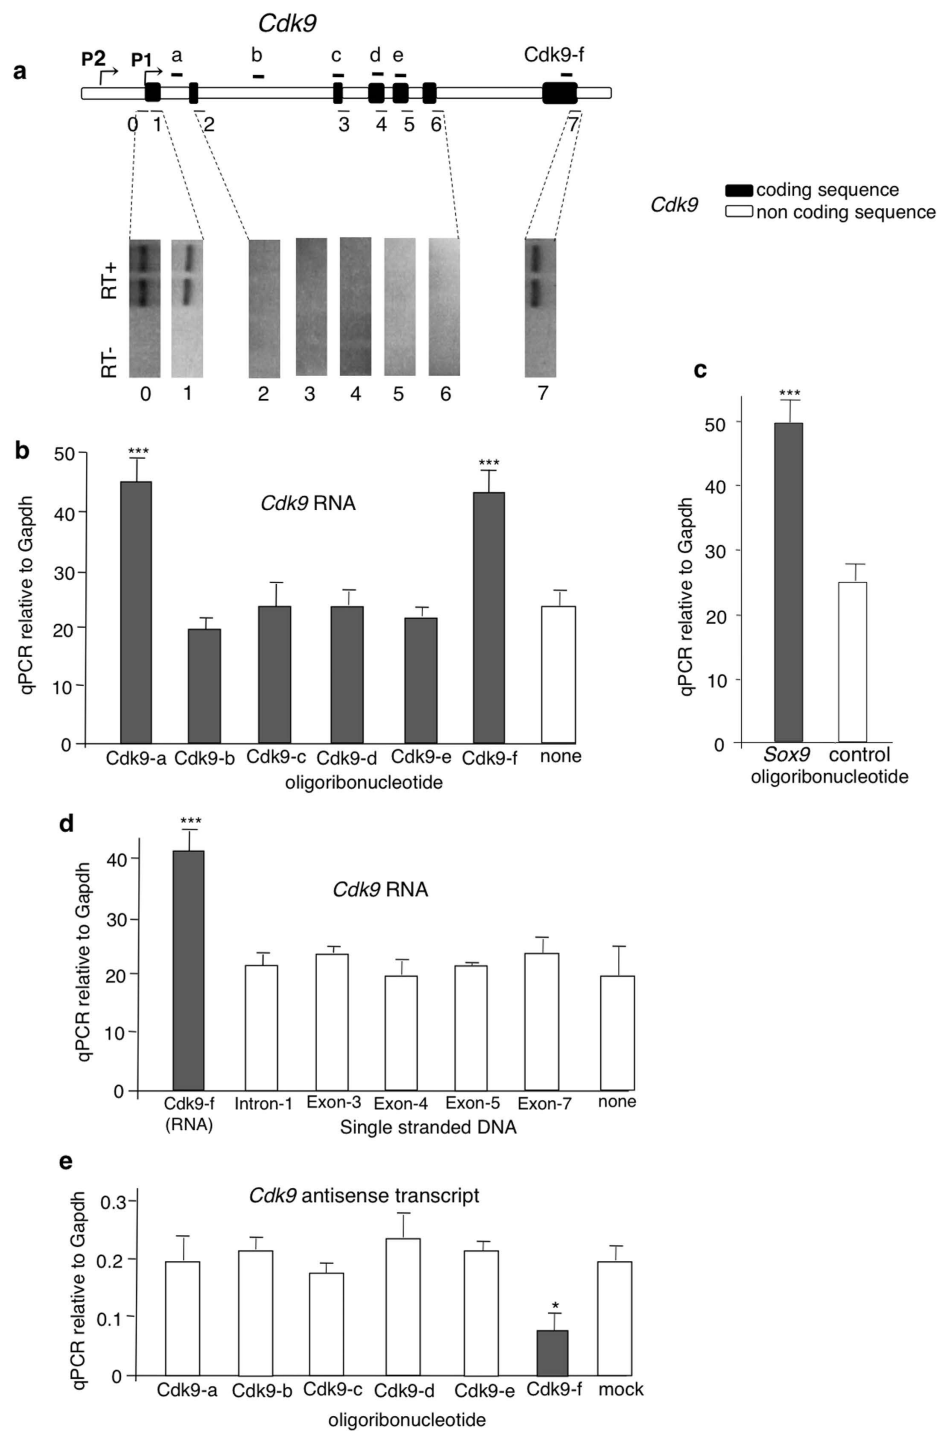 Cdk9
a
P2
P1
a
b
c
d
e
Cdk9-f
0
1
2
3
4
5
6
7
Cdk9
coding sequence
non coding sequence
RT+
RT-
0
1
2
3
4
5
6
7
b
qPCR relative to Gapdh
50
40
30
20
10
0
***
***
Cdk9 RNA
Cdk9-a
Cdk9-b
Cdk9-c
Cdk9-d
Cdk9-e
Cdk9-f
none
oligoribonucleotide
c
qPCR relative to Gapdh
50
40
30
20
10
0
***
Sox9
control
oligoribonucleotide
d
qPCR relative to Gapdh
40
30
20
10
0
***
Cdk9 RNA
Cdk9-f
(RNA)
Intron-1
Exon-3
Exon-4
Exon-5
Exon-7
none
Single stranded DNA
e
qPCR relative to Gapdh
0.3
0.2
0.1
0
Cdk9 antisense transcript
*
Cdk9-a
Cdk9-b
Cdk9-c
Cdk9-d
Cdk9-e
Cdk9-f
mock
oligoribonucleotide